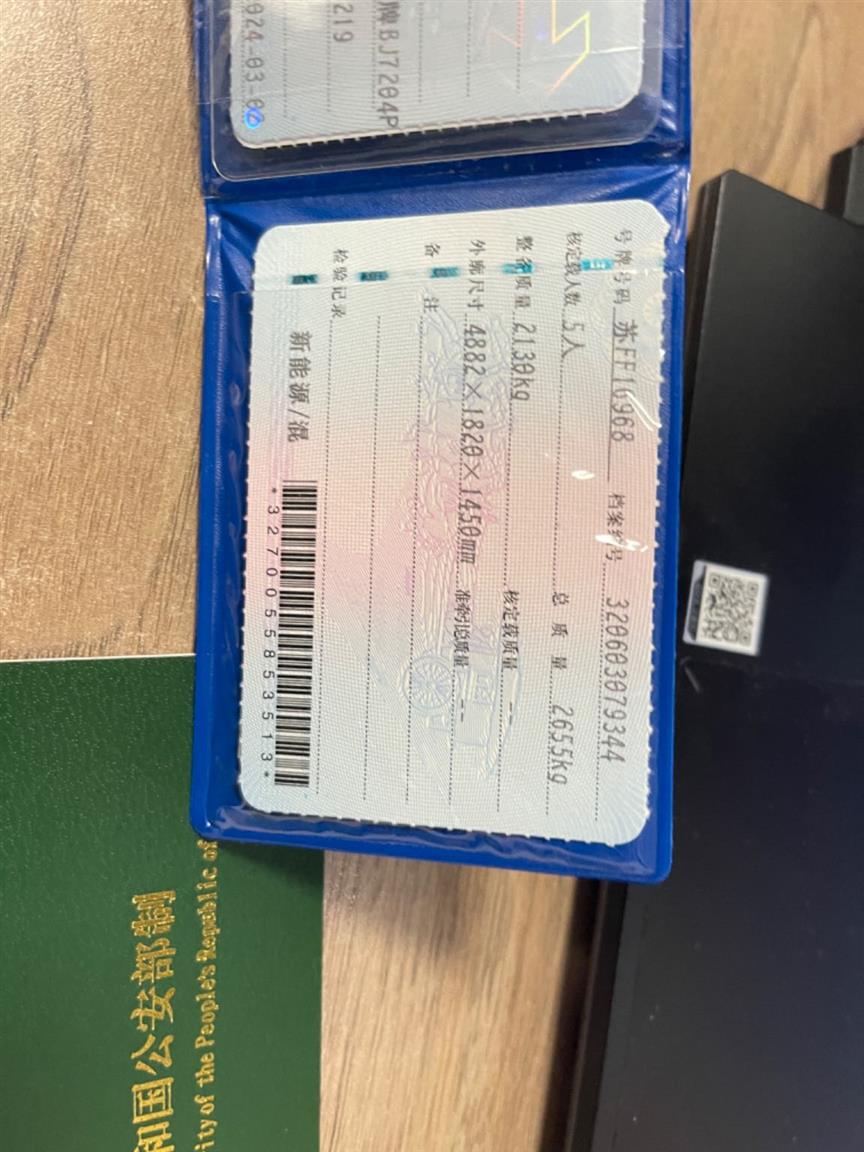 牌BJ7204P
219
024-03-0
号牌号码 苏FF16968 档案编号 320603079344
核定载人数 5人 总质量 2655kg
整备质量 2130kg 核定载质量 --
外廓尺寸 4882×1820×1450mm 准牵引总质量 --
备注
检验记录
新能源/混
*3270055853513*
和国公安部制
ity of the People's Republic of